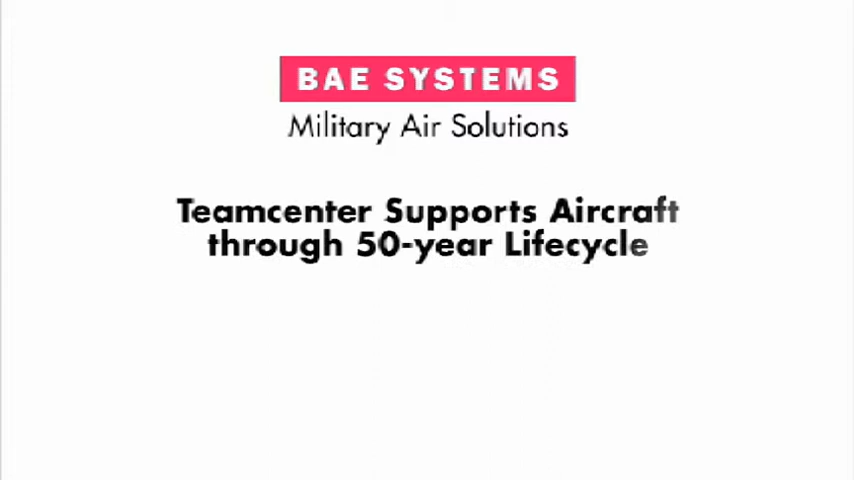 BAE SYSTEMS
Military Air Solutions
Teamcenter Supports Aircraft
through 50-year Lifecycle